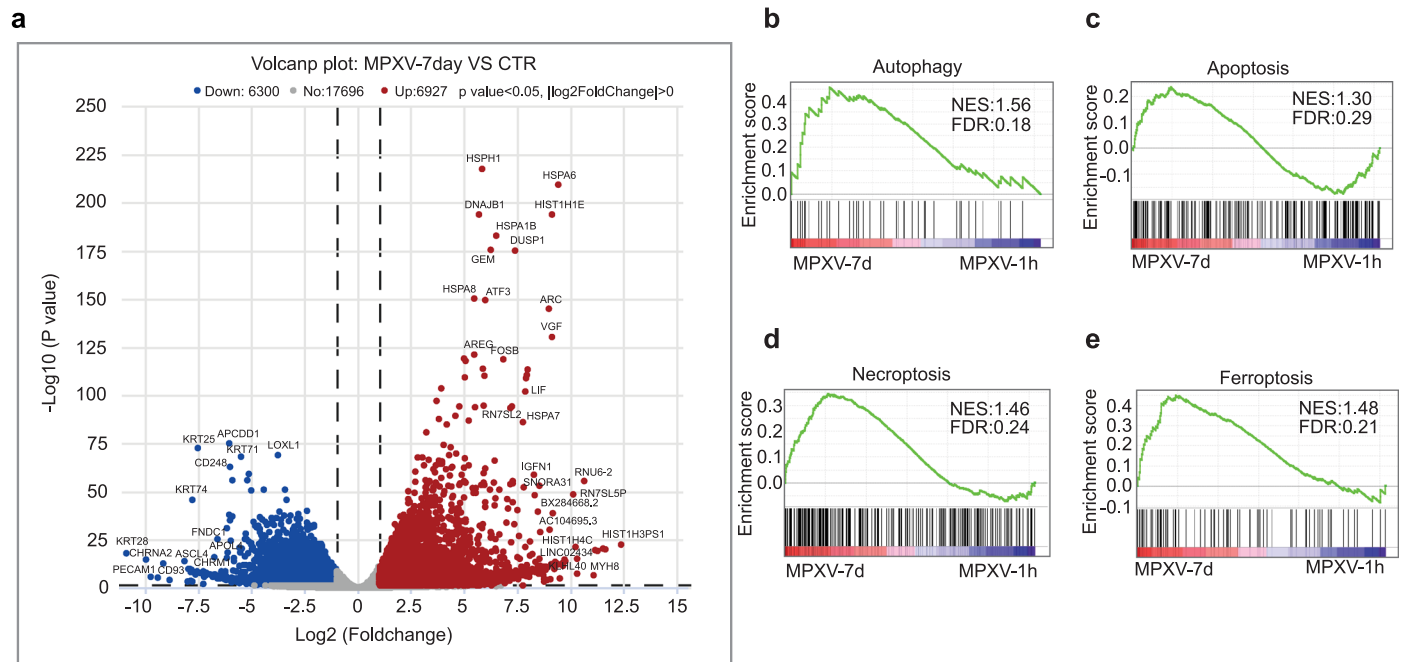 a
Volcanp plot: MPXV-7day VS CTR
Down: 6300 No:17696 Up:6927 p value<0.05, |log2FoldChangel>0
-Log10 (P value)
250
225
200
175
150
125
100
75
50
25
0
HSPH1
HSPA6
DNAJB1
HIST1H1E
HSPA1B
DUSP1
GEM
HSPA8
ATF3
ARC
VGF
AREG
FOSB
LIF
RN7SL2
HSPA7
APCDD1
KRT25
KRT71
LOXL1
CD248
KRT74
IGFN1
RNU6-2
SNORA31
RN7SL5P
BX284668.2
AC104695.3
FNDC1
HIST1H3PS1
KRT28
APOL4
HIST1H4C
CHRNA2
ASCL4
LINC02434
CHRM1
PECAM1
CD93
KLHL40
MYH8
-10 -7.5 -5.0 -2.5 0 2.5 5.0 7.5 10 12.5 15
Log2 (Foldchange)
b
Autophagy
Enrichment score
0.4
0.3
0.2
0.1
0.0
NES:1.56
FDR:0.18
MPXV-7d MPXV-1h
c
Apoptosis
Enrichment score
0.2
0.1
0.0
-0.1
NES:1.30
FDR:0.29
MPXV-7d MPXV-1h
d
Necroptosis
Enrichment score
0.3
0.2
0.1
0.0
NES:1.46
FDR:0.24
MPXV-7d MPXV-1h
e
Ferroptosis
Enrichment score
0.4
0.3
0.2
0.1
0.0
-0.1
NES:1.48
FDR:0.21
MPXV-7d MPXV-1h